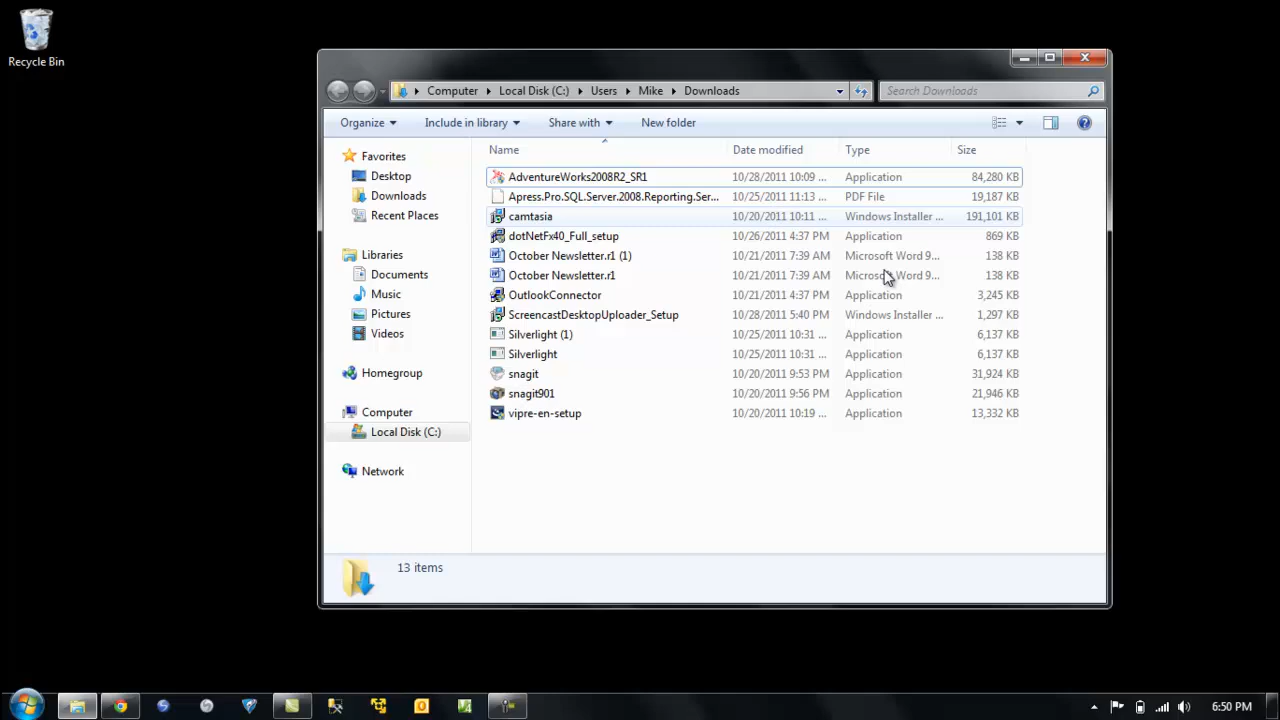 Recycle Bin
Computer Local Disk (C:) Users Mike Downloads
Search Downloads
Organize Include in library Share with New folder
Name Date modified Type Size
Favorites
Desktop
Downloads
Recent Places
Libraries
Documents
Music
Pictures
Videos
Homegroup
Computer
Local Disk (C:)
Network
AdventureWorks2008R2_SR1 10/28/2011 10:09 ... Application 84,280 KB
Apress.Pro.SQL.Server.2008.Reporting.Ser... 10/25/2011 11:13 ... PDF File 19,187 KB
camtasia 10/20/2011 10:11 ... Windows Installer ... 191,101 KB
dotNetFx40_Full_setup 10/26/2011 4:37 PM Application 869 KB
October Newsletter.r1 (1) 10/21/2011 7:39 AM Microsoft Word 9... 138 KB
October Newsletter.r1 10/21/2011 7:39 AM Microsoft Word 9... 138 KB
OutlookConnector 10/21/2011 4:37 PM Application 3,245 KB
ScreencastDesktopUploader_Setup 10/28/2011 5:40 PM Windows Installer ... 1,297 KB
Silverlight (1) 10/25/2011 10:31 ... Application 6,137 KB
Silverlight 10/25/2011 10:31 ... Application 6,137 KB
snagit 10/20/2011 9:53 PM Application 31,924 KB
snagit901 10/20/2011 9:56 PM Application 21,946 KB
vipre-en-setup 10/20/2011 10:19 ... Application 13,332 KB
13 items
6:50 PM